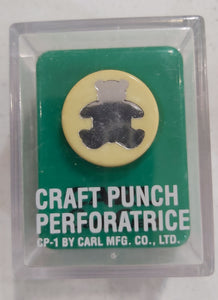 CRAFT PUNCH
PERFORATRICE
CP-1 BY CARL MFG. CO., LTD.